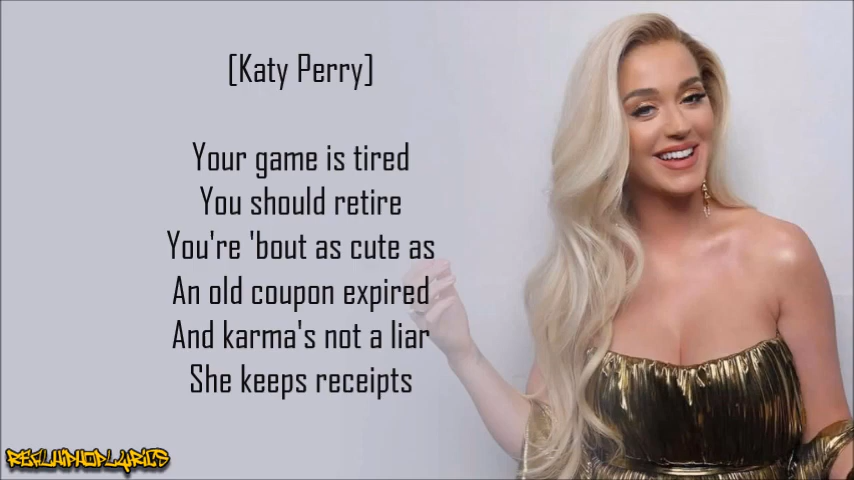 [Katy Perry]
Your game is tired
You should retire
You're 'bout as cute as
An old coupon expired
And karma's not a liar
She keeps receipts
REFLHIPHOPLYRICS